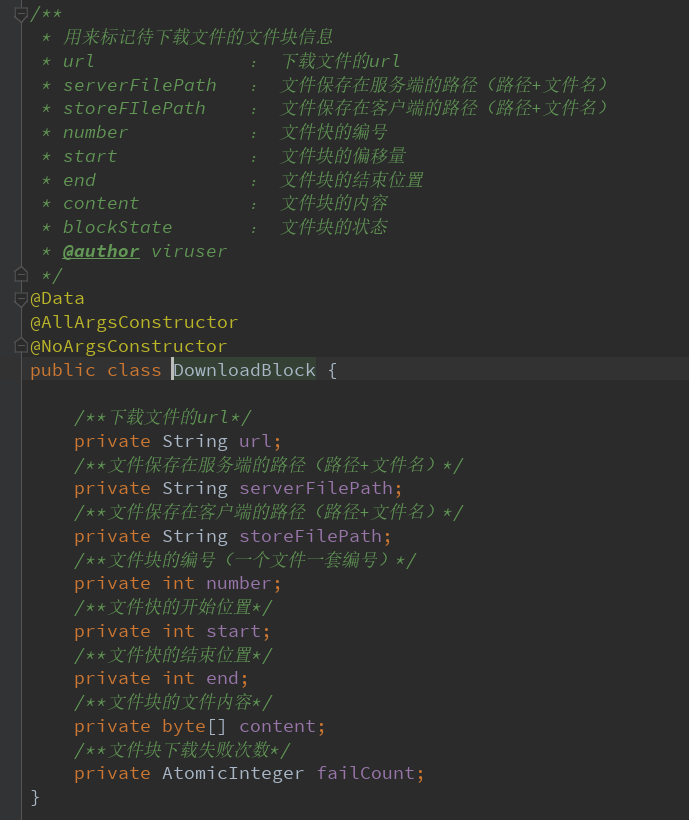 /**
 * 用来标记待下载文件的文件块信息
 * url : 下载文件的url
 * serverFilePath : 文件保存在服务端的路径（路径+文件名）
 * storeFIlePath : 文件保存在客户端的路径（路径+文件名）
 * number : 文件快的编号
 * start : 文件块的偏移量
 * end : 文件块的结束位置
 * content : 文件块的内容
 * blockState : 文件块的状态
 * @author viruser
 */
@Data
@AllArgsConstructor
@NoArgsConstructor
public class DownloadBlock {
    /**下载文件的url*/
    private String url;
    /**文件保存在服务端的路径（路径+文件名）*/
    private String serverFilePath;
    /**文件保存在客户端的路径（路径+文件名）*/
    private String storeFilePath;
    /**文件块的编号（一个文件一套编号）*/
    private int number;
    /**文件快的开始位置*/
    private int start;
    /**文件快的结束位置*/
    private int end;
    /**文件块的文件内容*/
    private byte[] content;
    /**文件块下载失败次数*/
    private AtomicInteger failCount;
}